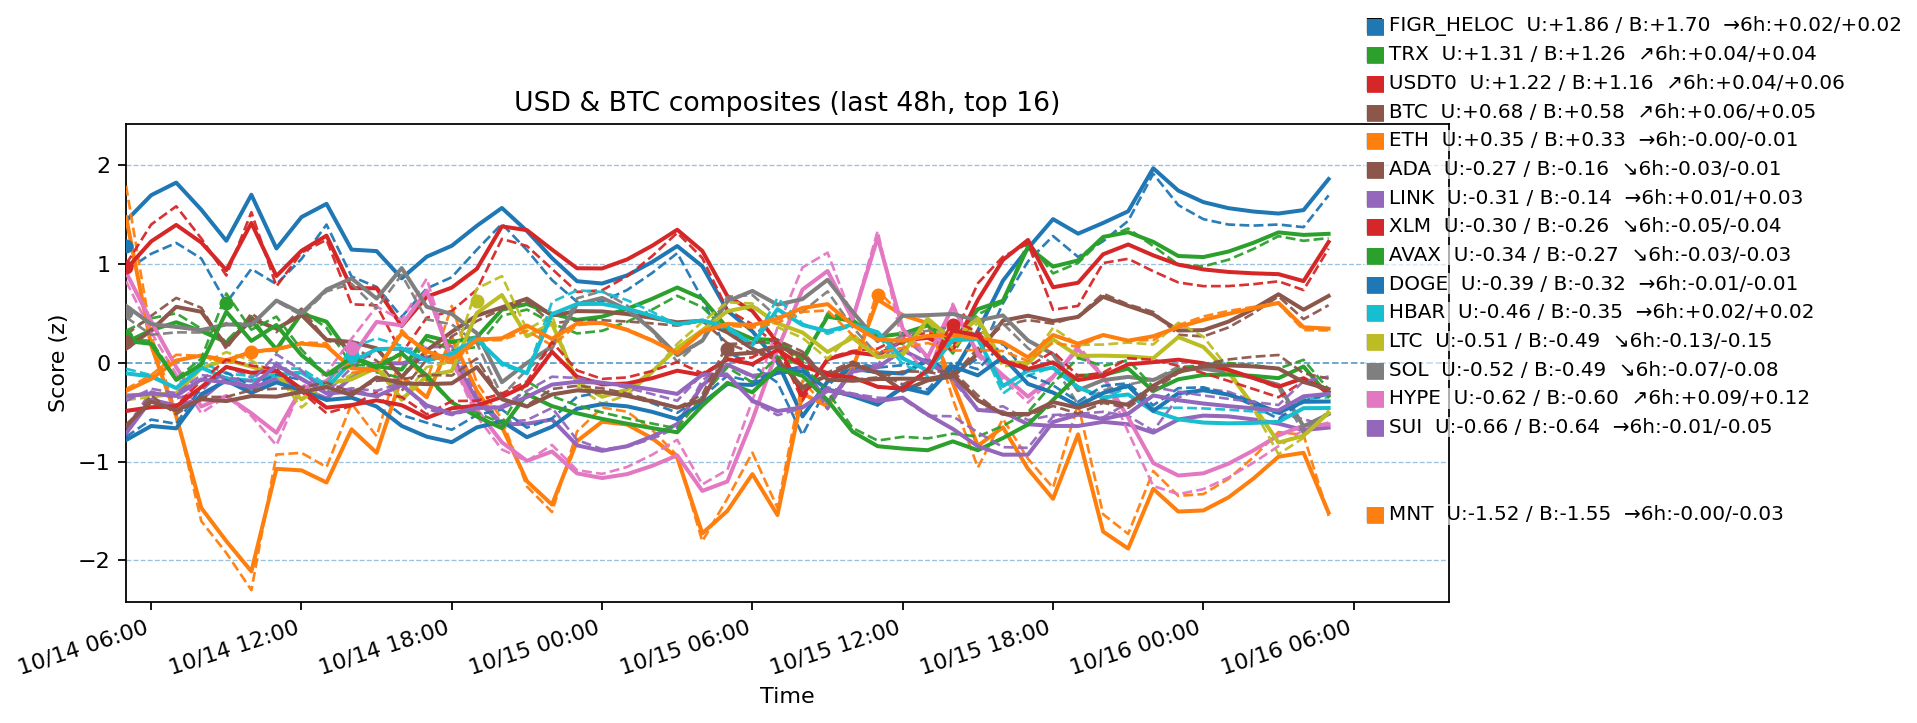 FIGR_HELOC  U:+1.86 / B:+1.70  →6h:+0.02/+0.02
TRX  U:+1.31 / B:+1.26  ↗6h:+0.04/+0.04
USDT0  U:+1.22 / B:+1.16  ↗6h:+0.04/+0.06
USD & BTC composites (last 48h, top 16)
BTC  U:+0.68 / B:+0.58  ↗6h:+0.06/+0.05
ETH  U:+0.35 / B:+0.33  →6h:-0.00/-0.01
ADA  U:-0.27 / B:-0.16  ↘6h:-0.03/-0.01
LINK  U:-0.31 / B:-0.14  →6h:+0.01/+0.03
XLM  U:-0.30 / B:-0.26  ↘6h:-0.05/-0.04
AVAX  U:-0.34 / B:-0.27  ↘6h:-0.03/-0.03
DOGE  U:-0.39 / B:-0.32  →6h:-0.01/-0.01
HBAR  U:-0.46 / B:-0.35  →6h:+0.02/+0.02
LTC  U:-0.51 / B:-0.49  ↘6h:-0.13/-0.15
SOL  U:-0.52 / B:-0.49  ↘6h:-0.07/-0.08
HYPE  U:-0.62 / B:-0.60  ↗6h:+0.09/+0.12
SUI  U:-0.66 / B:-0.64  →6h:-0.01/-0.05
MNT  U:-1.52 / B:-1.55  →6h:-0.00/-0.03
Score (z)
2
1
0
−1
−2
10/14 06:00
10/14 12:00
10/14 18:00
10/15 00:00
10/15 06:00
10/15 12:00
10/15 18:00
10/16 00:00
10/16 06:00
Time